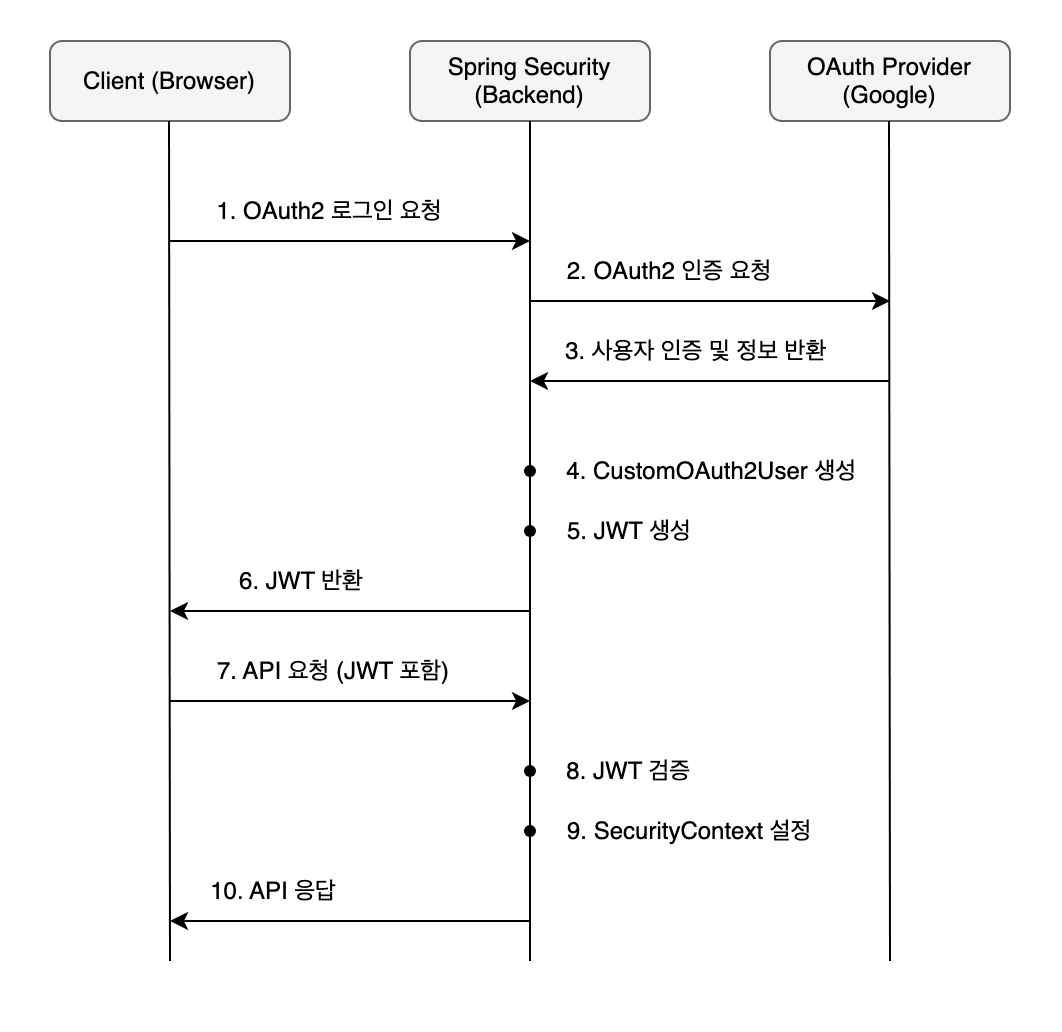 Client (Browser)
Spring Security
(Backend)
OAuth Provider
(Google)
1. OAuth2 로그인 요청
2. OAuth2 인증 요청
3. 사용자 인증 및 정보 반환
4. CustomOAuth2User 생성
5. JWT 생성
6. JWT 반환
7. API 요청 (JWT 포함)
8. JWT 검증
9. SecurityContext 설정
10. API 응답